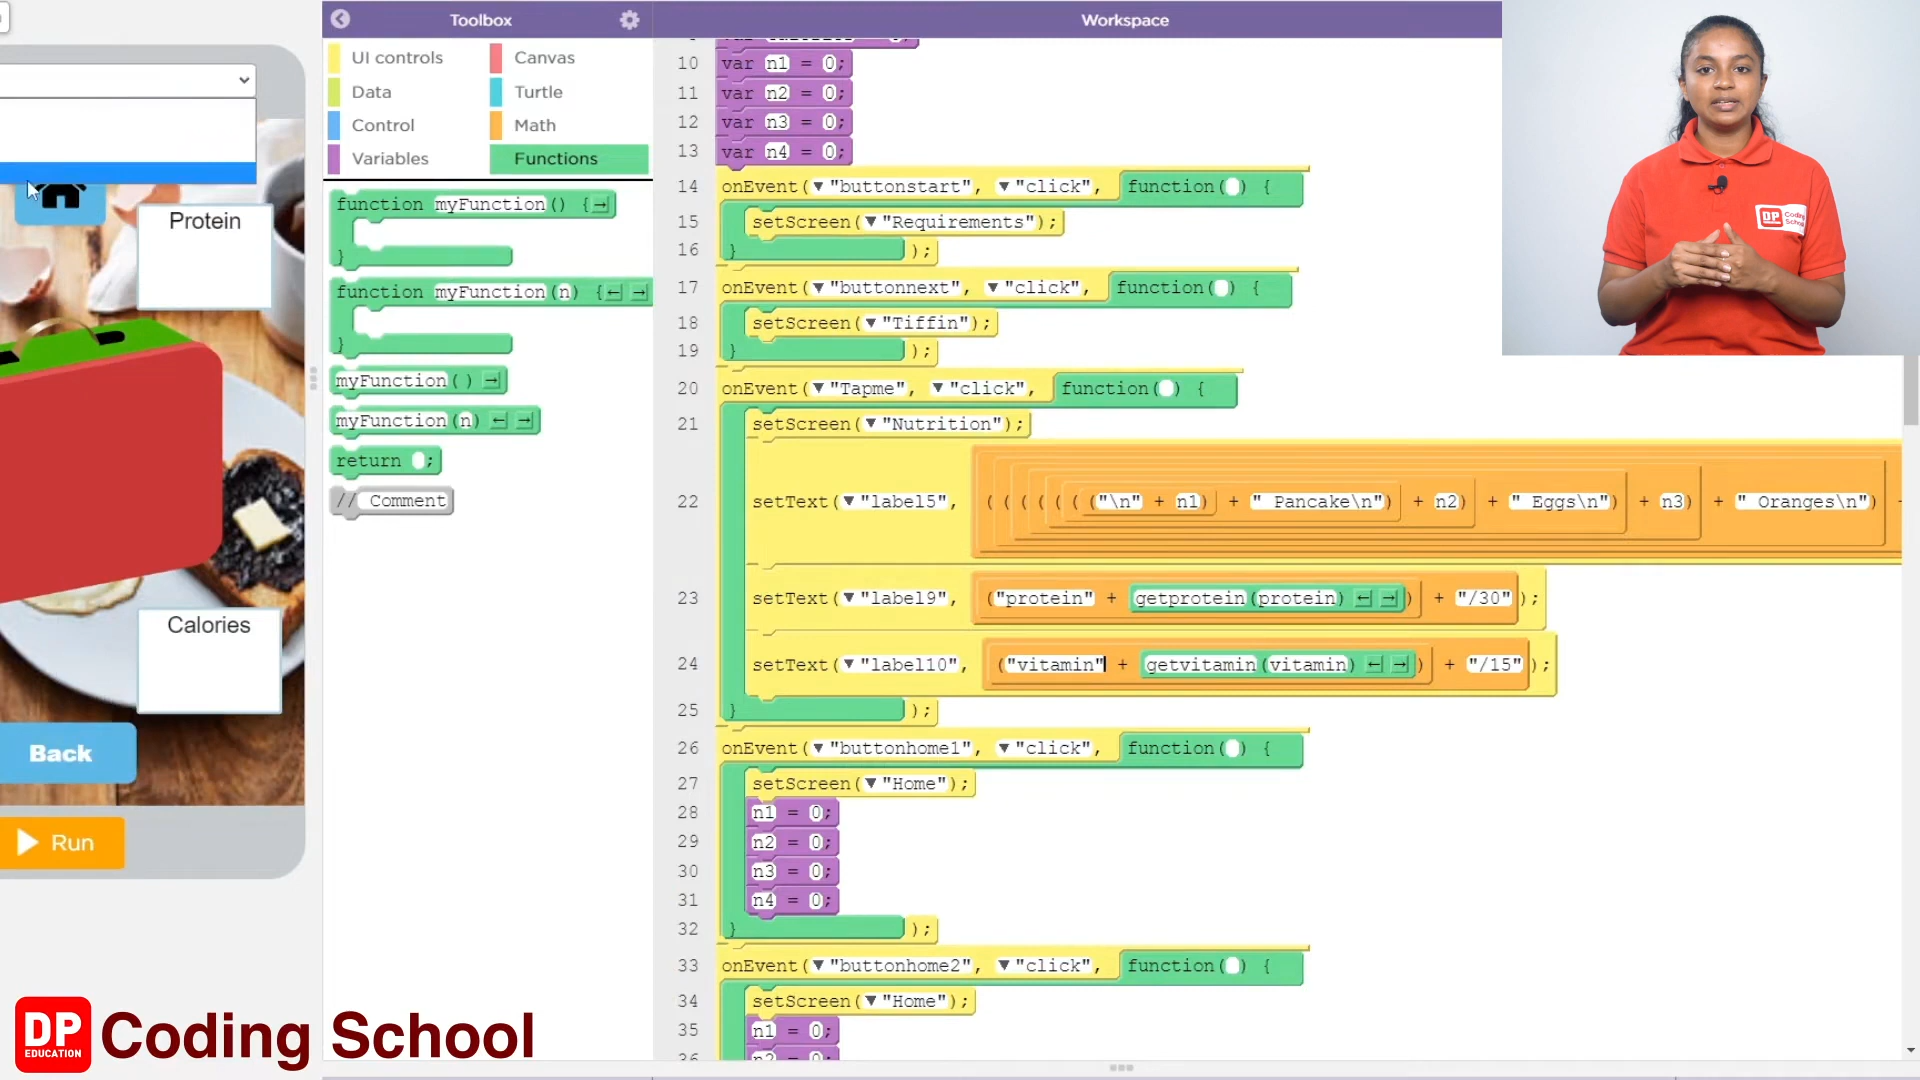 Toolbox
Workspace
UI controls
Canvas
Data
Turtle
Control
Math
Variables
Functions
function myFunction() {
}
function myFunction(n) {
}
myFunction()
myFunction(n)
return ;
// Comment
Protein
Calories
Back
Run
10 var n1 = 0;
11 var n2 = 0;
12 var n3 = 0;
13 var n4 = 0;
14 onEvent(▼"buttonstart", ▼"click", function() {
15 setScreen(▼"Requirements");
16 } );
17 onEvent(▼"buttonnext", ▼"click", function() {
18 setScreen(▼"Tiffin");
19 } );
20 onEvent(▼"Tapme", ▼"click", function() {
21 setScreen(▼"Nutrition");
22 setText(▼"label5", (((((("\n" + n1) + " Pancake\n") + n2) + " Eggs\n") + n3) + " Oranges\n")
23 setText(▼"label9", ("protein" + getprotein(protein)) + "/30");
24 setText(▼"label10", ("vitamin" + getvitamin(vitamin)) + "/15");
25 } );
26 onEvent(▼"buttonhome1", ▼"click", function() {
27 setScreen(▼"Home");
28 n1 = 0;
29 n2 = 0;
30 n3 = 0;
31 n4 = 0;
32 } );
33 onEvent(▼"buttonhome2", ▼"click", function() {
34 setScreen(▼"Home");
35 n1 = 0;
DP Coding School
DP EDUCATION Coding School